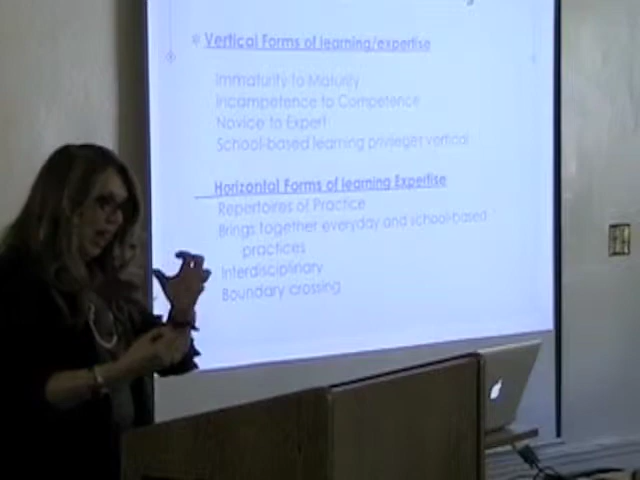 Vertical Forms of learning/expertise
Immaturity to Maturity
Incompetence to Competence
Novice to Expert
School-based learning privileget vertical
Horizontal Forms of learning Expertise
Repertoires of Practice
Brings together everyday and school-based
practices
Interdisciplinary
Boundary crossing